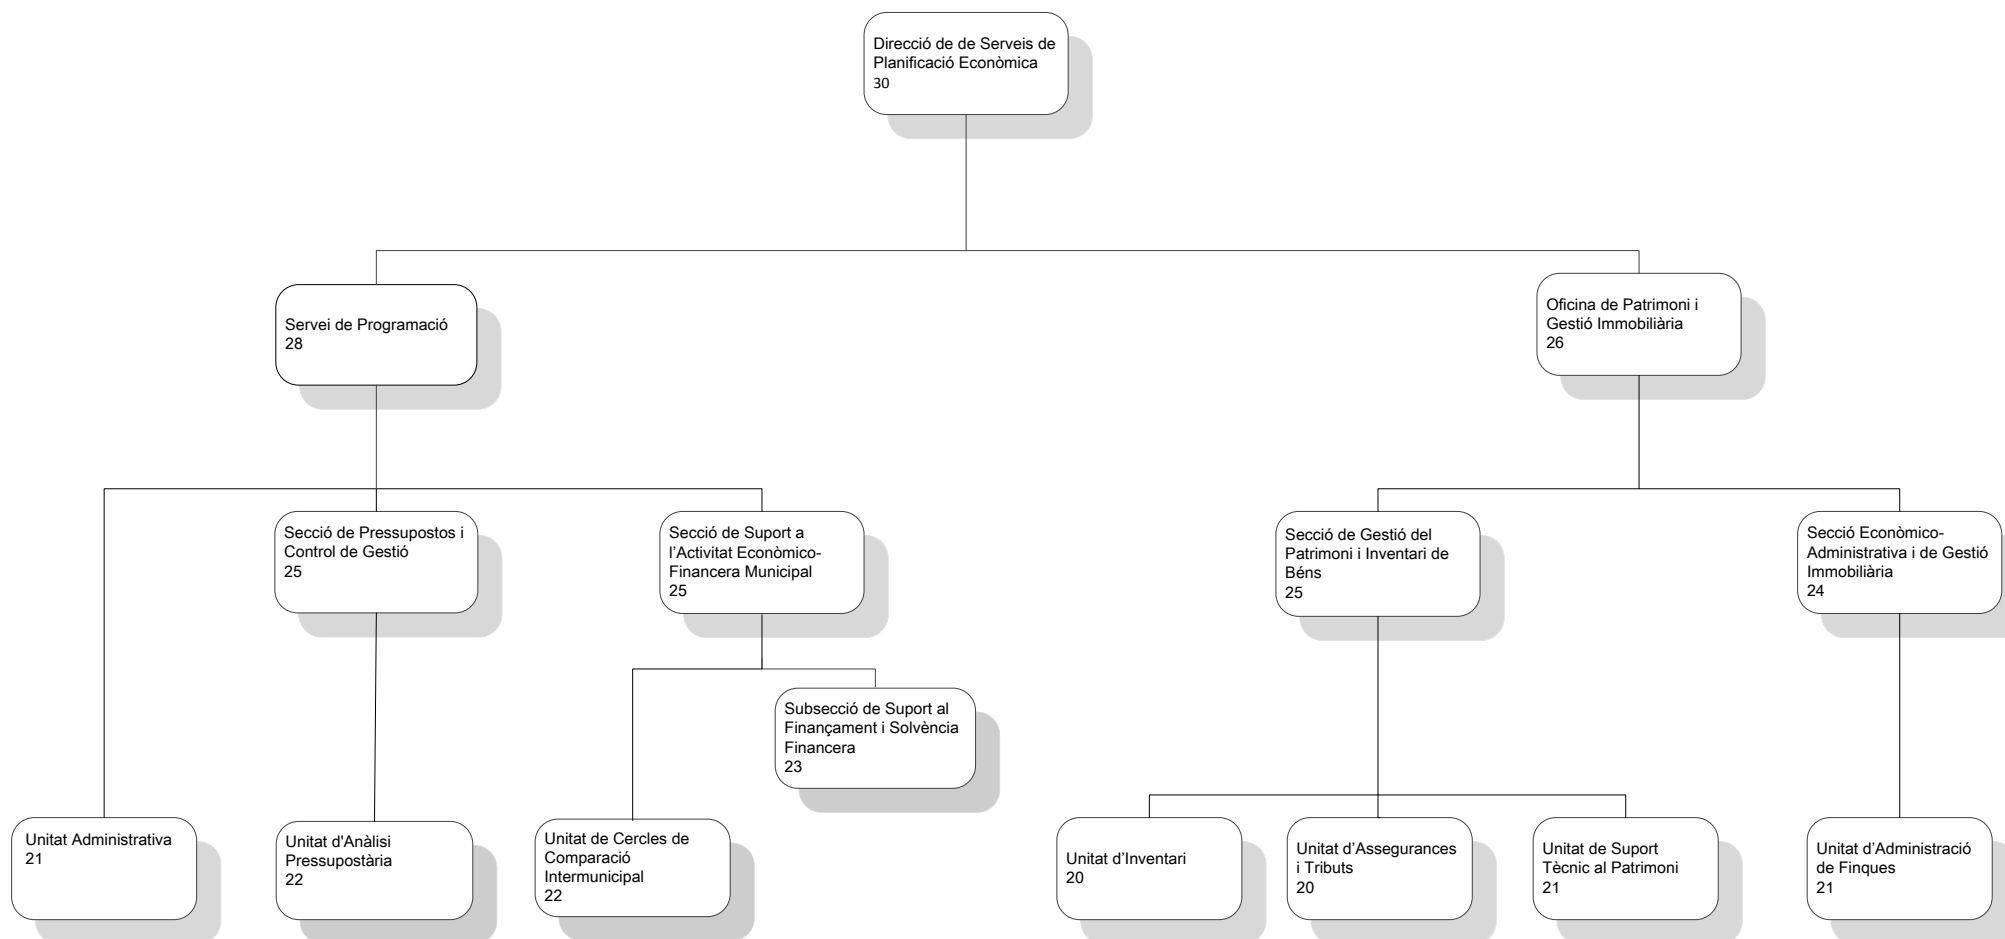 Direcció de de Serveis de
Planificació Econòmica
30
Servei de Programació
28
Oficina de Patrimoni i
Gestió Immobiliària
26
Secció de Pressupostos i
Control de Gestió
25
Secció de Suport a
l’Activitat Econòmico-
Financera Municipal
25
Secció de Gestió del
Patrimoni i Inventari de
Béns
25
Secció Econòmico-
Administrativa i de Gestió
Immobiliària
24
Subsecció de Suport al
Finançament i Solvència
Financera
23
Unitat Administrativa
21
Unitat d'Anàlisi
Pressupostària
22
Unitat de Cercles de
Comparació
Intermunicipal
22
Unitat d’Inventari
20
Unitat d’Assegurances
i Tributs
20
Unitat de Suport
Tècnic al Patrimoni
21
Unitat d’Administració
de Finques
21